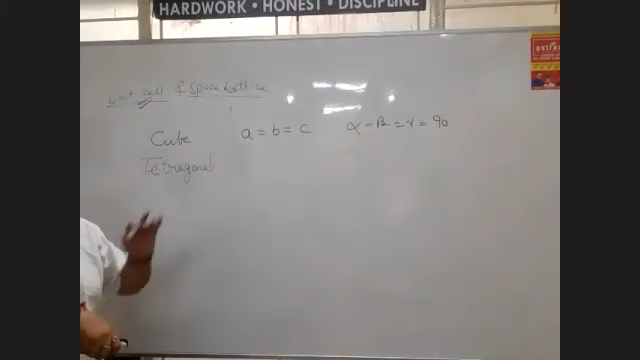 HARDWORK • HONEST • DISCIPLINE
unit cell & space Lattice
Cube a = b = c α = β = γ = 90
Tetragonal